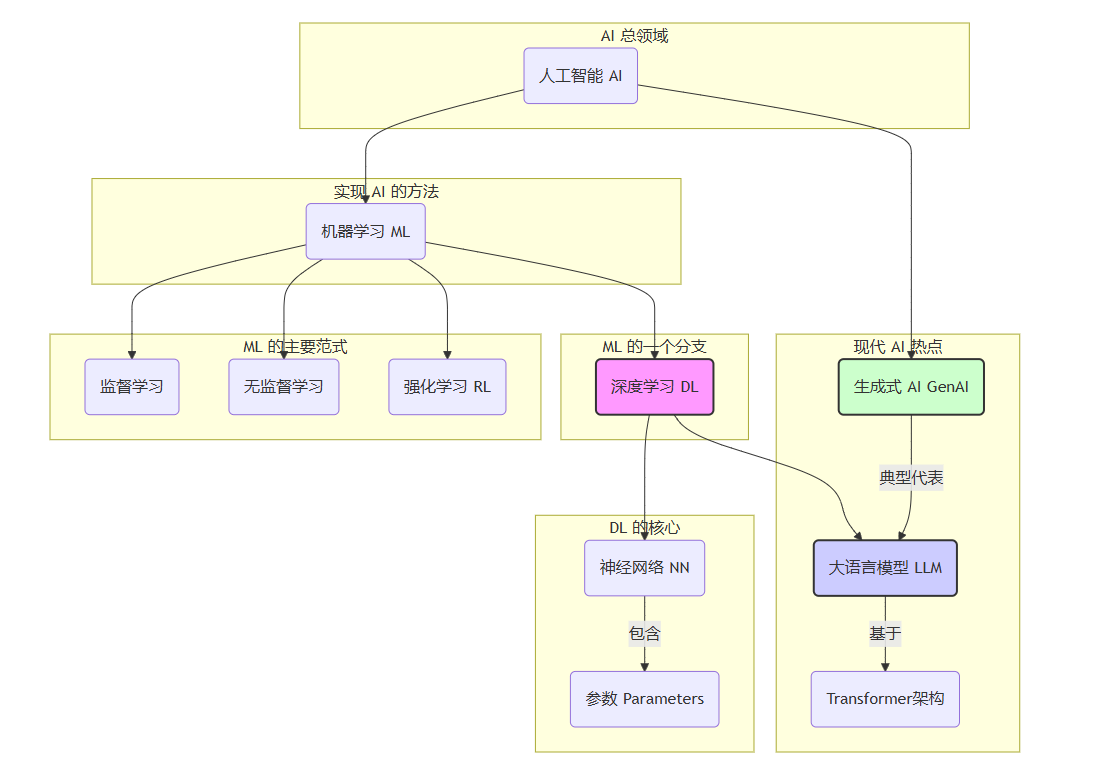 AI 总领域
人工智能 AI
实现 AI 的方法
机器学习 ML
ML 的主要范式
监督学习
无监督学习
强化学习 RL
ML 的一个分支
深度学习 DL
现代 AI 热点
生成式 AI GenAI
典型代表
DL 的核心
神经网络 NN
大语言模型 LLM
包含
基于
参数 Parameters
Transformer架构